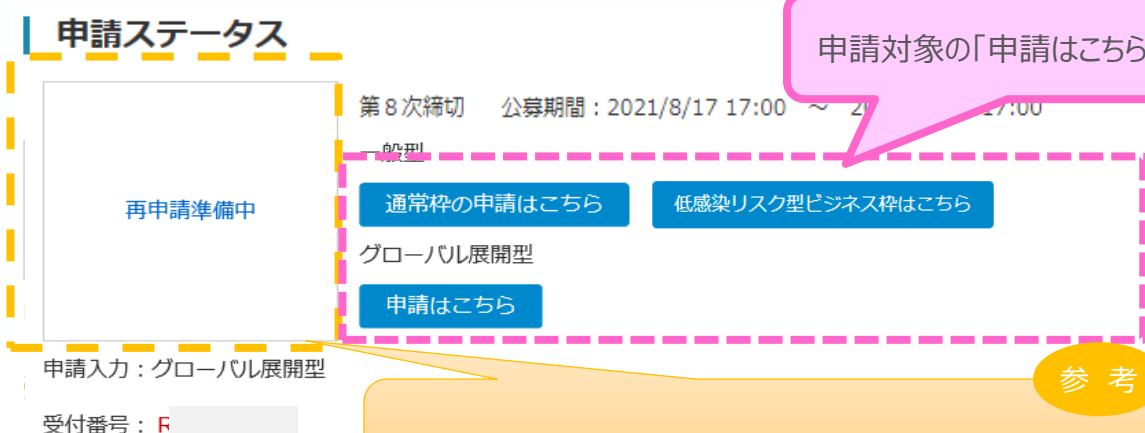 申請ステータス
申請対象の「申請はこちら
第8次締切 公募期間：2021/8/17 17:00 ～ 17:00
一般型
再申請準備中
通常枠の申請はこちら
低感染リスク型ビジネス枠はこちら
グローバル展開型
申請はこちら
申請入力：グローバル展開型
参 考
受付番号： R